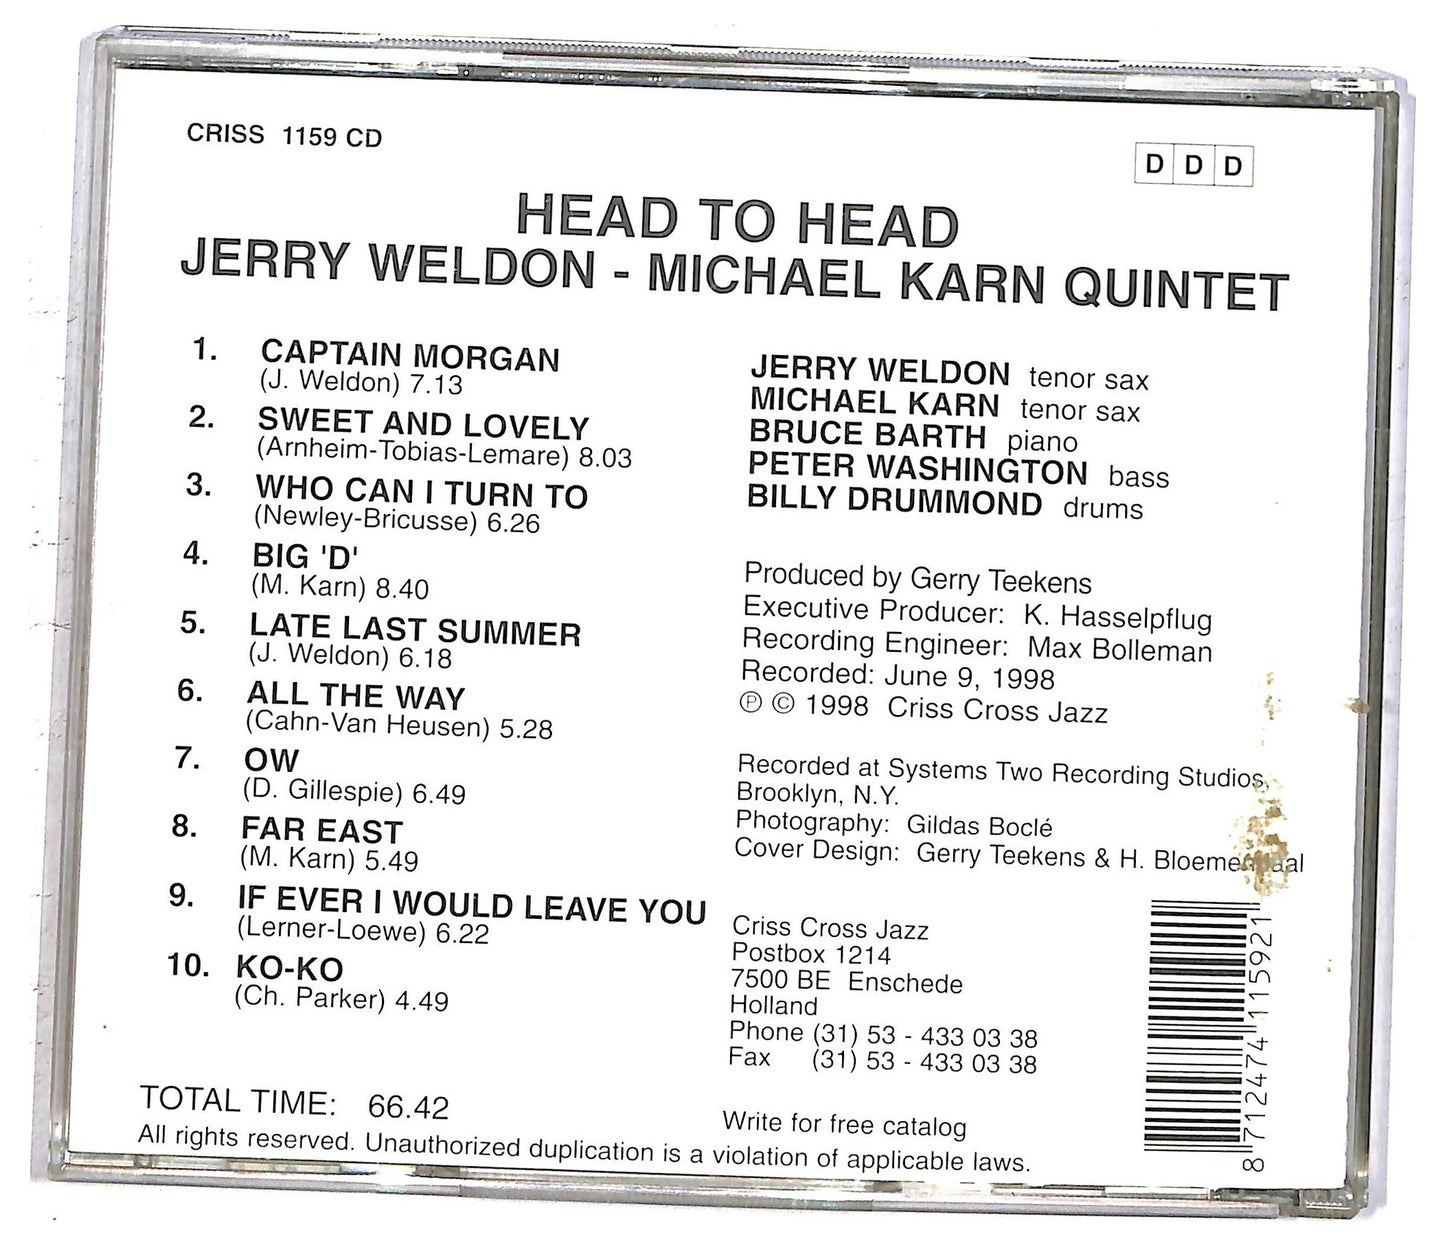 CRISS 1159 CD
D D D
HEAD TO HEAD
JERRY WELDON - MICHAEL KARN QUINTET
1. CAPTAIN MORGAN
(J. Weldon) 7.13
2. SWEET AND LOVELY
(Arnheim-Tobias-Lemare) 8.03
3. WHO CAN I TURN TO
(Newley-Bricusse) 6.26
4. BIG 'D'
(M. Karn) 8.40
5. LATE LAST SUMMER
(J. Weldon) 6.18
6. ALL THE WAY
(Cahn-Van Heusen) 5.28
7. OW
(D. Gillespie) 6.49
8. FAR EAST
(M. Karn) 5.49
9. IF EVER I WOULD LEAVE YOU
(Lerner-Loewe) 6.22
10. KO-KO
(Ch. Parker) 4.49
TOTAL TIME: 66.42
JERRY WELDON tenor sax
MICHAEL KARN tenor sax
BRUCE BARTH piano
PETER WASHINGTON bass
BILLY DRUMMOND drums
Produced by Gerry Teekens
Executive Producer: K. Hasselpflug
Recording Engineer: Max Bolleman
Recorded: June 9, 1998
℗ © 1998 Criss Cross Jazz
Recorded at Systems Two Recording Studios,
Brooklyn, N.Y.
Photography: Gildas Boclé
Cover Design: Gerry Teekens & H.
Criss Cross Jazz
Postbox 1214
7500 BE Enschede
Holland
Phone (31) 53 - 433 03 38
Fax (31) 53 - 433 03 38
Write for free catalog
All rights reserved. Unauthorized duplication is a violation of applicable laws.
8 712474 115921